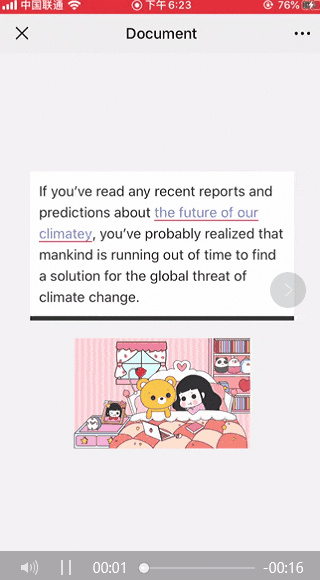 中国联通 下午 6:23 76%
Document
If you've read any recent reports and
predictions about the future of our
climatey, you've probably realized that
mankind is running out of time to find
a solution for the global threat of
climate change.
00:01 -00:16